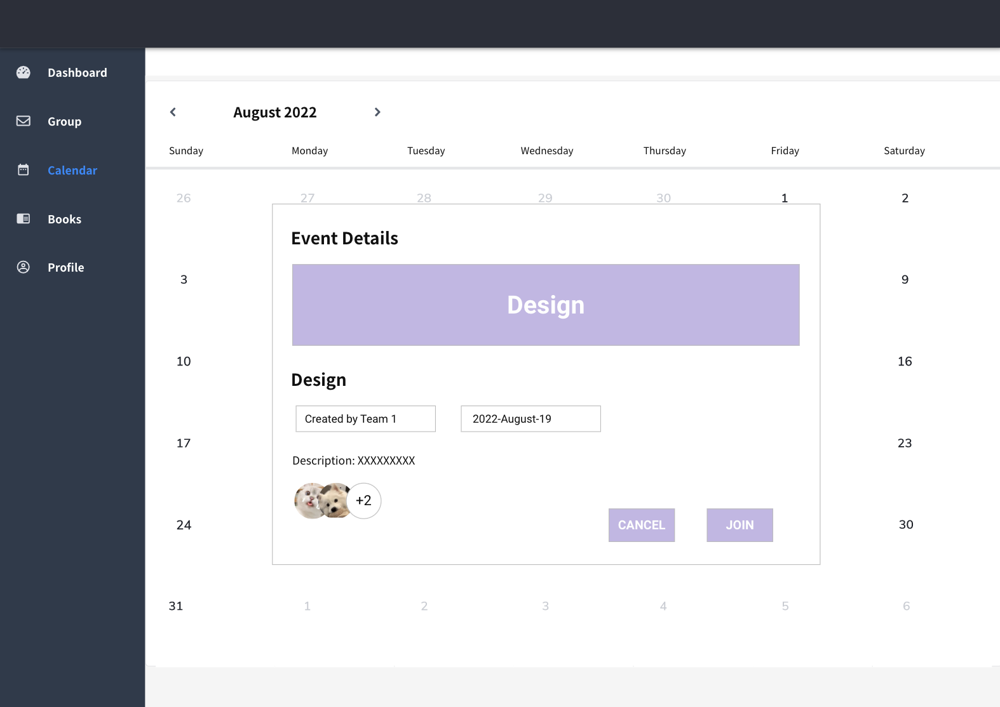 Dashboard
Group
Calendar
Books
Profile
August 2022
Sunday Monday Tuesday Wednesday Thursday Friday Saturday
26 27 28 29 30 1 2
Event Details
3 9
Design
10 16
Design
Created by Team 1 2022-August-19
17 23
Description: XXXXXXXXX
+2
24 CANCEL JOIN 30
31 1 2 3 4 5 6